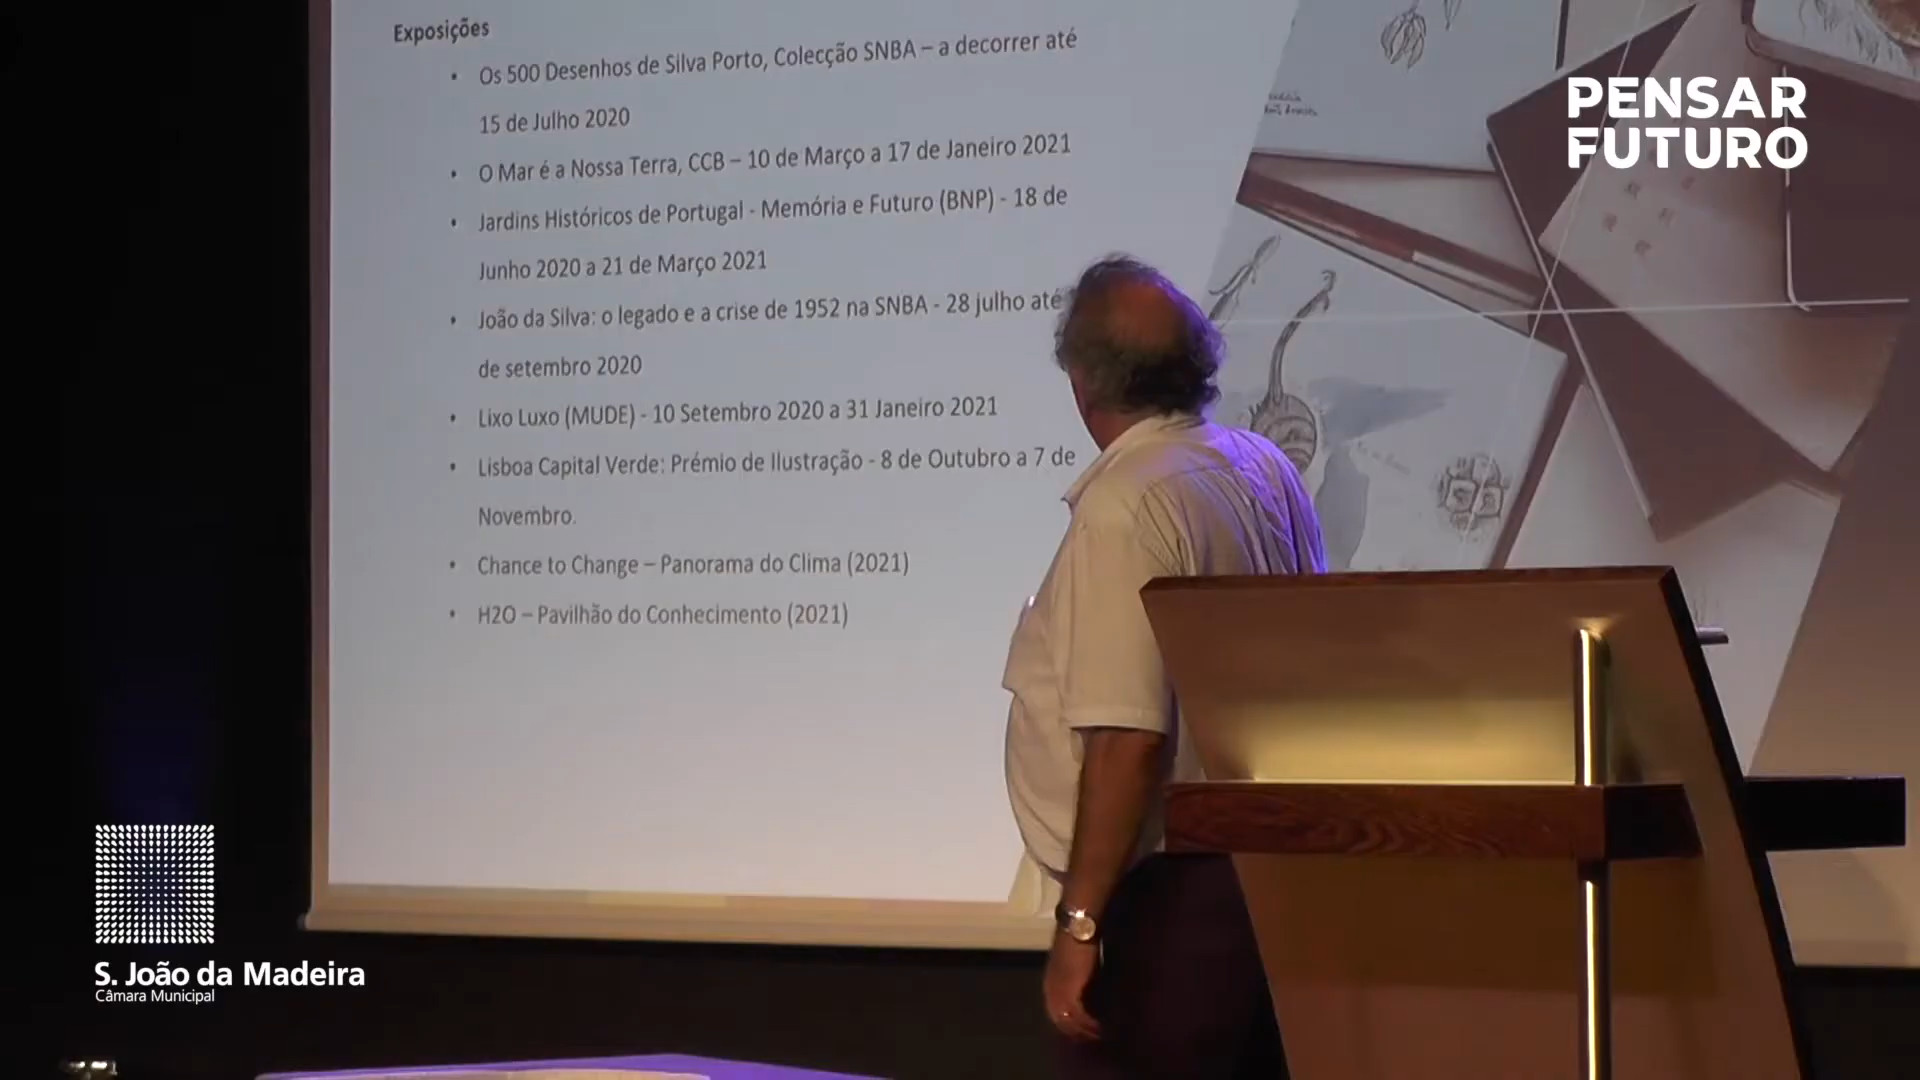 Exposições
• Os 500 Desenhos de Silva Porto, Colecção SNBA – a decorrer até
15 de Julho 2020
• O Mar é a Nossa Terra, CCB – 10 de Março a 17 de Janeiro 2021
• Jardins Históricos de Portugal - Memória e Futuro (BNP) - 18 de
Junho 2020 a 21 de Março 2021
• João da Silva: o legado e a crise de 1952 na SNBA - 28 julho até
de setembro 2020
• Lixo Luxo (MUDE) - 10 Setembro 2020 a 31 Janeiro 2021
• Lisboa Capital Verde: Prémio de Ilustração - 8 de Outubro a 7 de
Novembro.
• Chance to Change – Panorama do Clima (2021)
• H2O – Pavilhão do Conhecimento (2021)
PENSAR
FUTURO
S. João da Madeira
Câmara Municipal